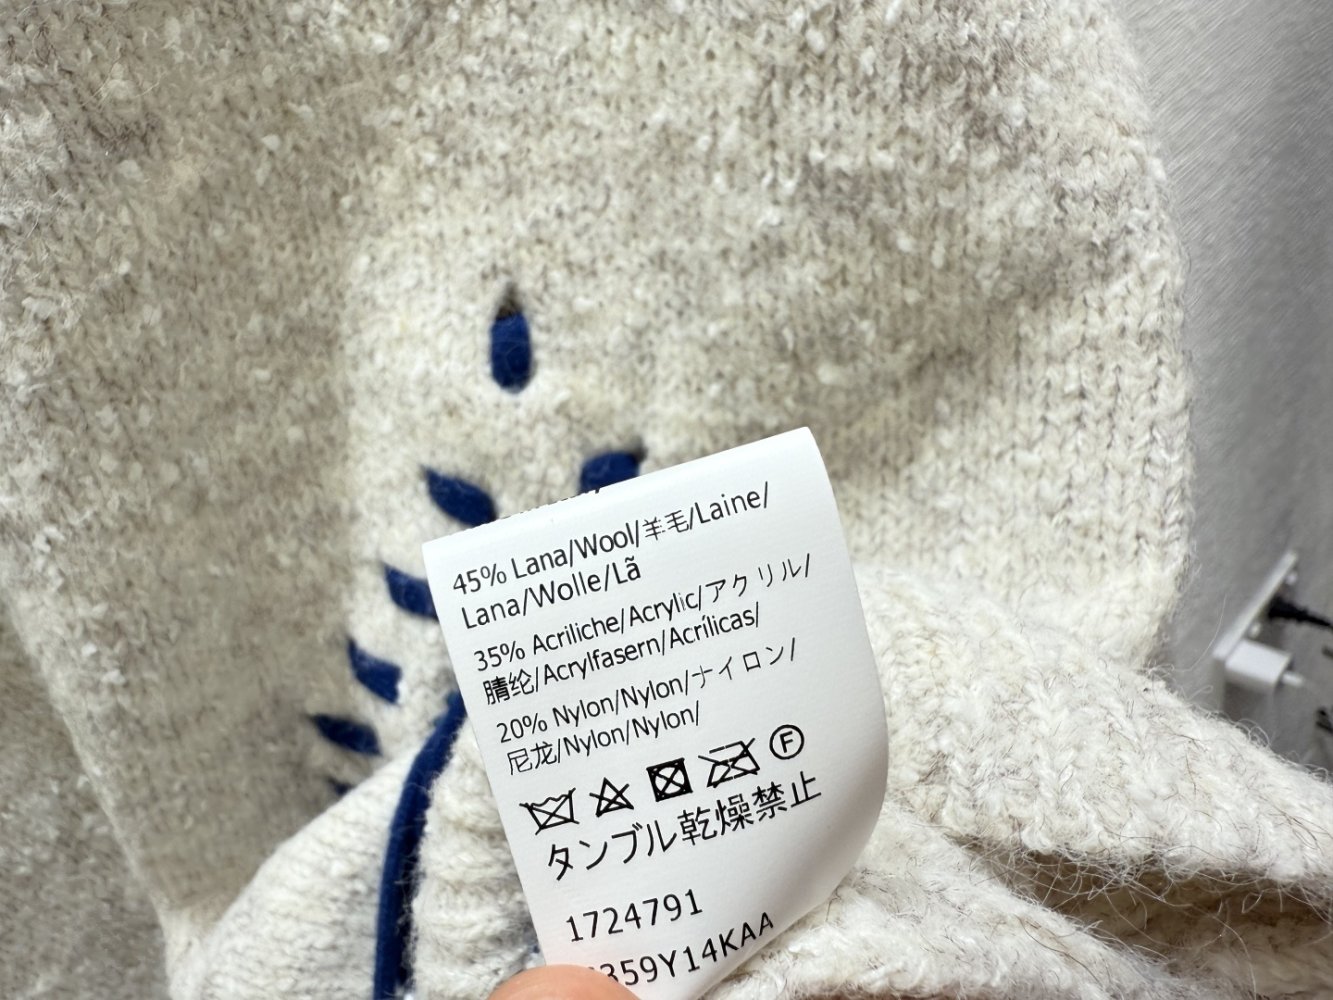 45% Lana/Wool/羊毛/Laine/
Lana/Wolle/Lã
35% Acriliche/Acrylic/アクリル/
腈纶/Acrylfasern/Acrílicas/
20% Nylon/Nylon/ナイロン/
尼龙/Nylon/Nylon/
F
タンブル乾燥禁止
1724791
359Y14KAA